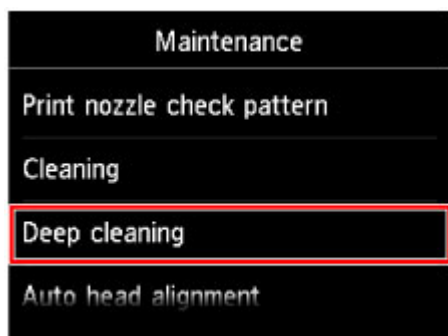 Maintenance
Print nozzle check pattern
Cleaning
Deep cleaning
Auto head alignment